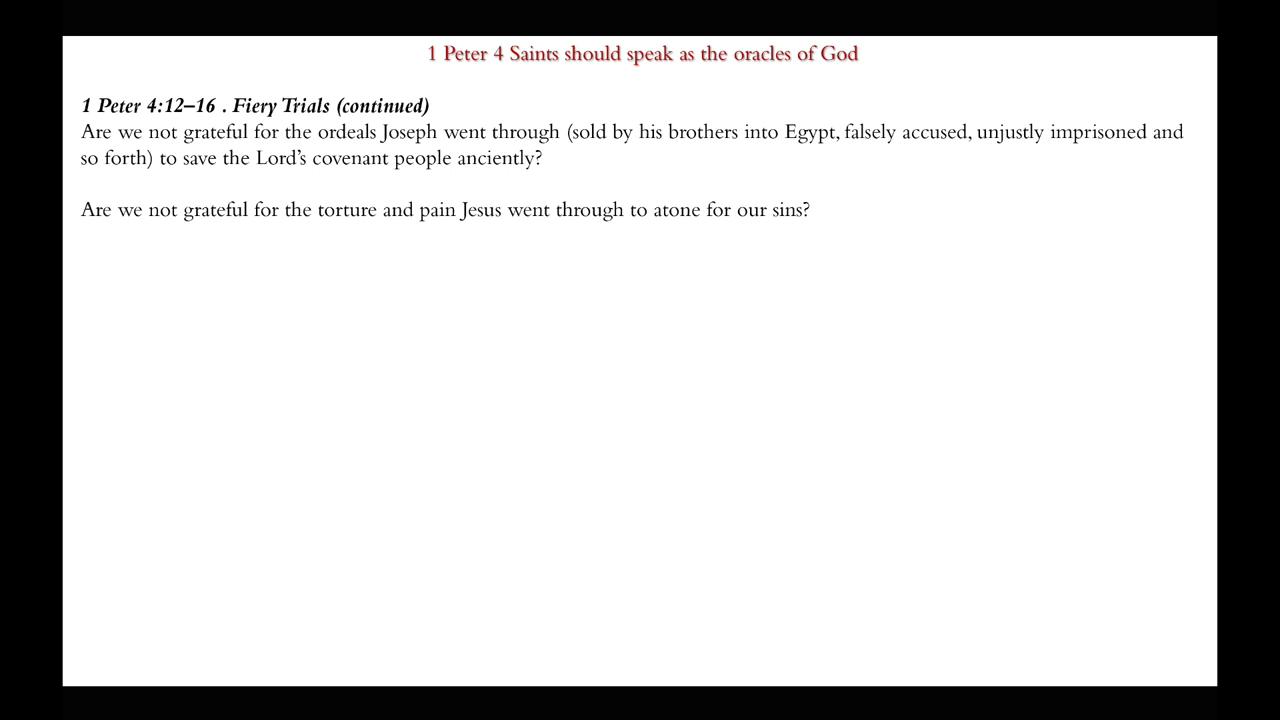 1 Peter 4 Saints should speak as the oracles of God
1 Peter 4:12–16 . Fiery Trials (continued)
Are we not grateful for the ordeals Joseph went through (sold by his brothers into Egypt, falsely accused, unjustly imprisoned and
so forth) to save the Lord’s covenant people anciently?
Are we not grateful for the torture and pain Jesus went through to atone for our sins?